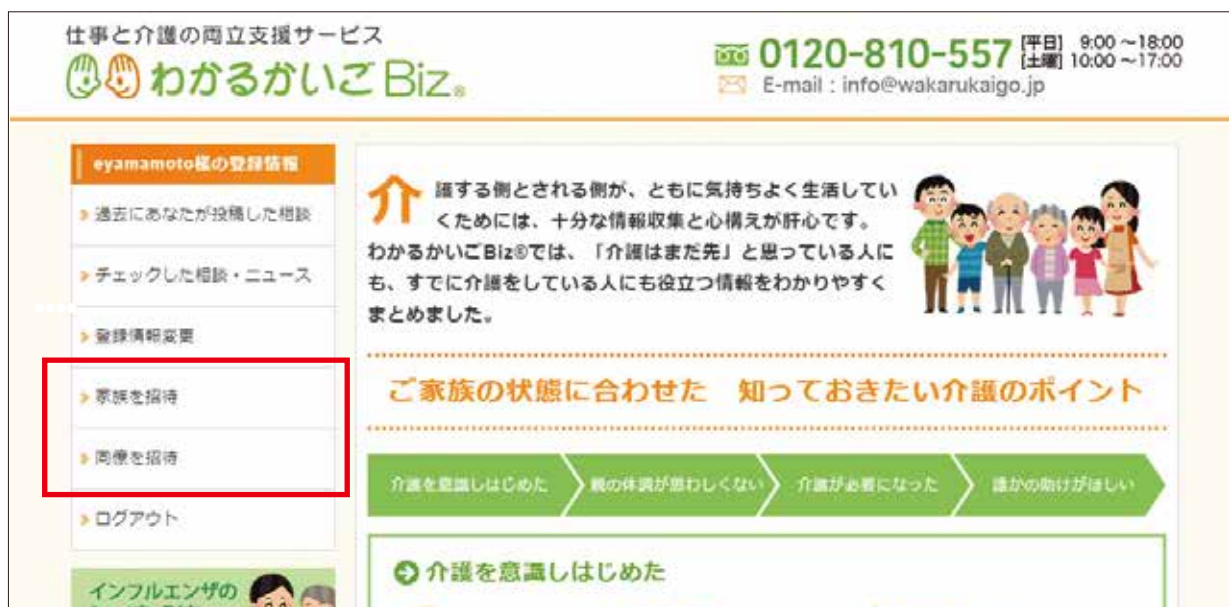 仕事と介護の両立支援サービス
わかるかいごBiz®
0120-810-557 [平日] 9:00～18:00
[土曜] 10:00～17:00
E-mail : info@wakarukaigo.jp
eyamamoto様の登録情報
過去にあなたが投稿した相談
チェックした相談・ニュース
登録情報変更
家族を招待
同僚を招待
ログアウト
インフルエンザの
介護する側とされる側が、ともに気持ちよく生活してい
くためには、十分な情報収集と心構えが肝心です。
わかるかいごBiz®では、「介護はまだ先」と思っている人に
も、すでに介護をしている人にも役立つ情報をわかりやすく
まとめました。
ご家族の状態に合わせた 知っておきたい介護のポイント
介護を意識しはじめた
親の体調が思わしくない
介護が必要になった
誰かの助けがほしい
介護を意識しはじめた